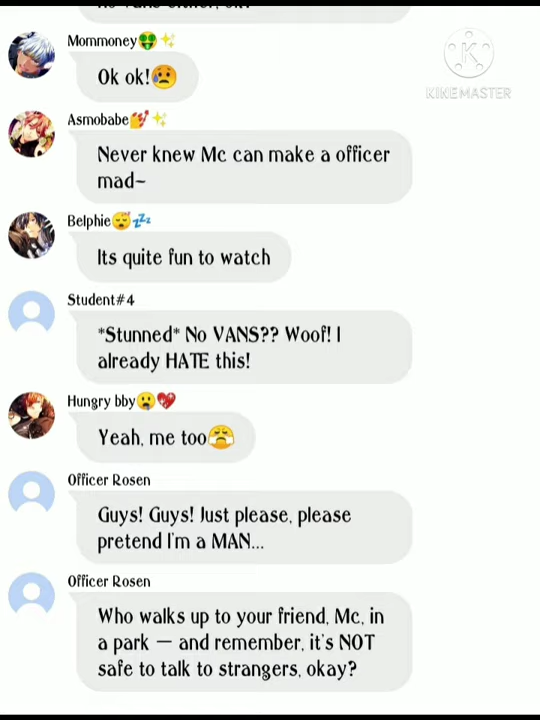 Mommoney🤑✨
Ok ok!😥
KINEMASTER
Asmobabe💅✨
Never knew Mc can make a officer
mad~
Belphie😴💤
Its quite fun to watch
Student#4
*Stunned* No VANS?? Woof! I
already HATE this!
Hungry bby😦💖
Yeah, me too😤
Officer Rosen
Guys! Guys! Just please, please
pretend I'm a MAN...
Officer Rosen
Who walks up to your friend, Mc, in
a park — and remember, it's NOT
safe to talk to strangers, okay?